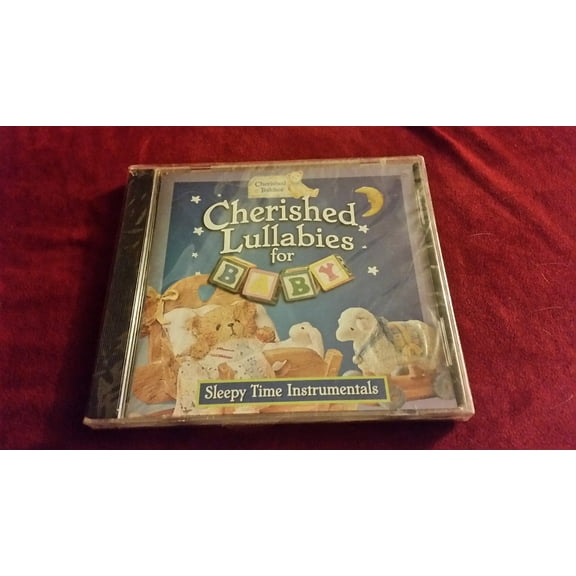 Cherished
Teddies
Cherished
Lullabies
for
BABY
Sleepy Time Instrumentals